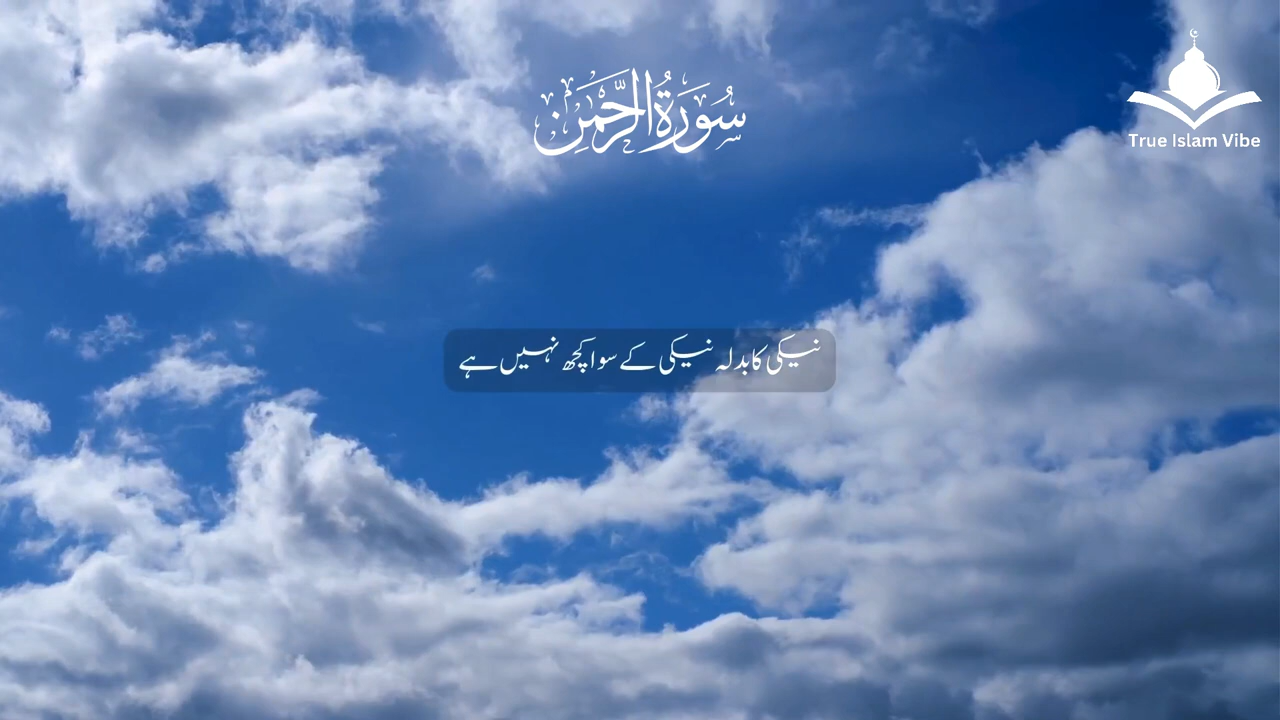 سُورَةُ الرَّحْمٰن
True Islam Vibe
نیکی کا بدلہ نیکی کے سوا کچھ نہیں ہے